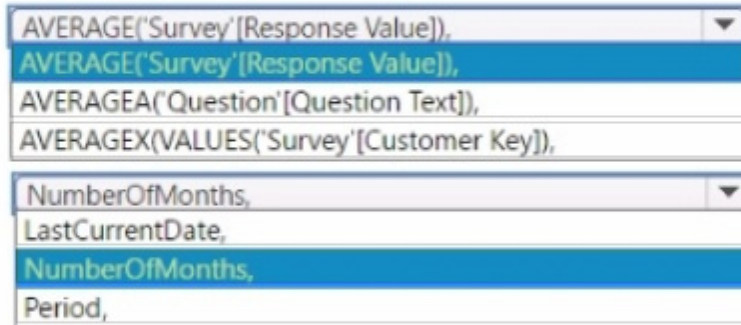 AVERAGE('Survey'[Response Value]),
AVERAGE('Survey'[Response Value]),
AVERAGEA('Question'[Question Text]),
AVERAGEX(VALUES('Survey'[Customer Key]),
NumberOfMonths,
LastCurrentDate,
NumberOfMonths,
Period,